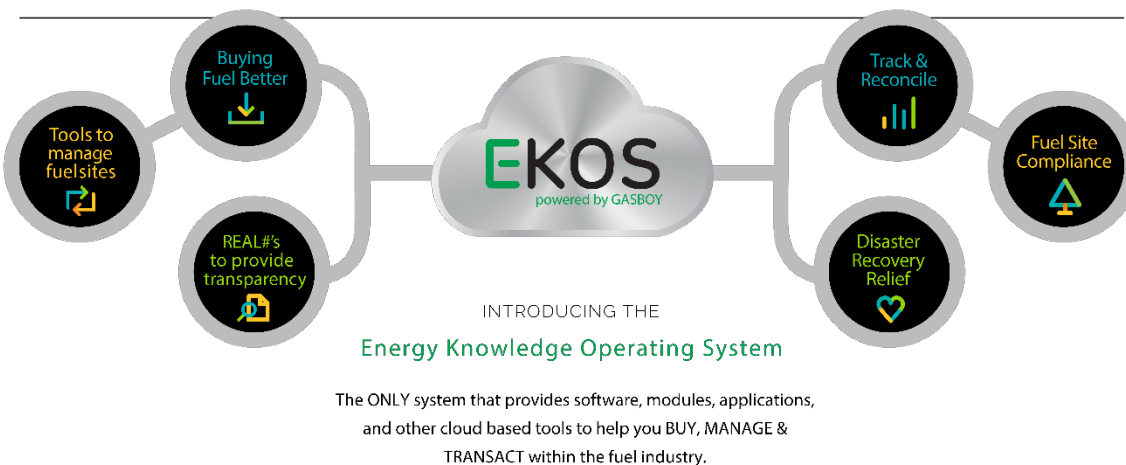 Buying
Fuel Better
Tools to
manage
fuelsites
REAL#'s
to provide
transparency
EKOS
powered by GASBOY
Track &
Reconcile
Fuel Site
Compliance
Disaster
Recovery
Relief
INTRODUCING THE
Energy Knowledge Operating System
The ONLY system that provides software, modules, applications,
and other cloud based tools to help you BUY, MANAGE &
TRANSACT within the fuel industry.